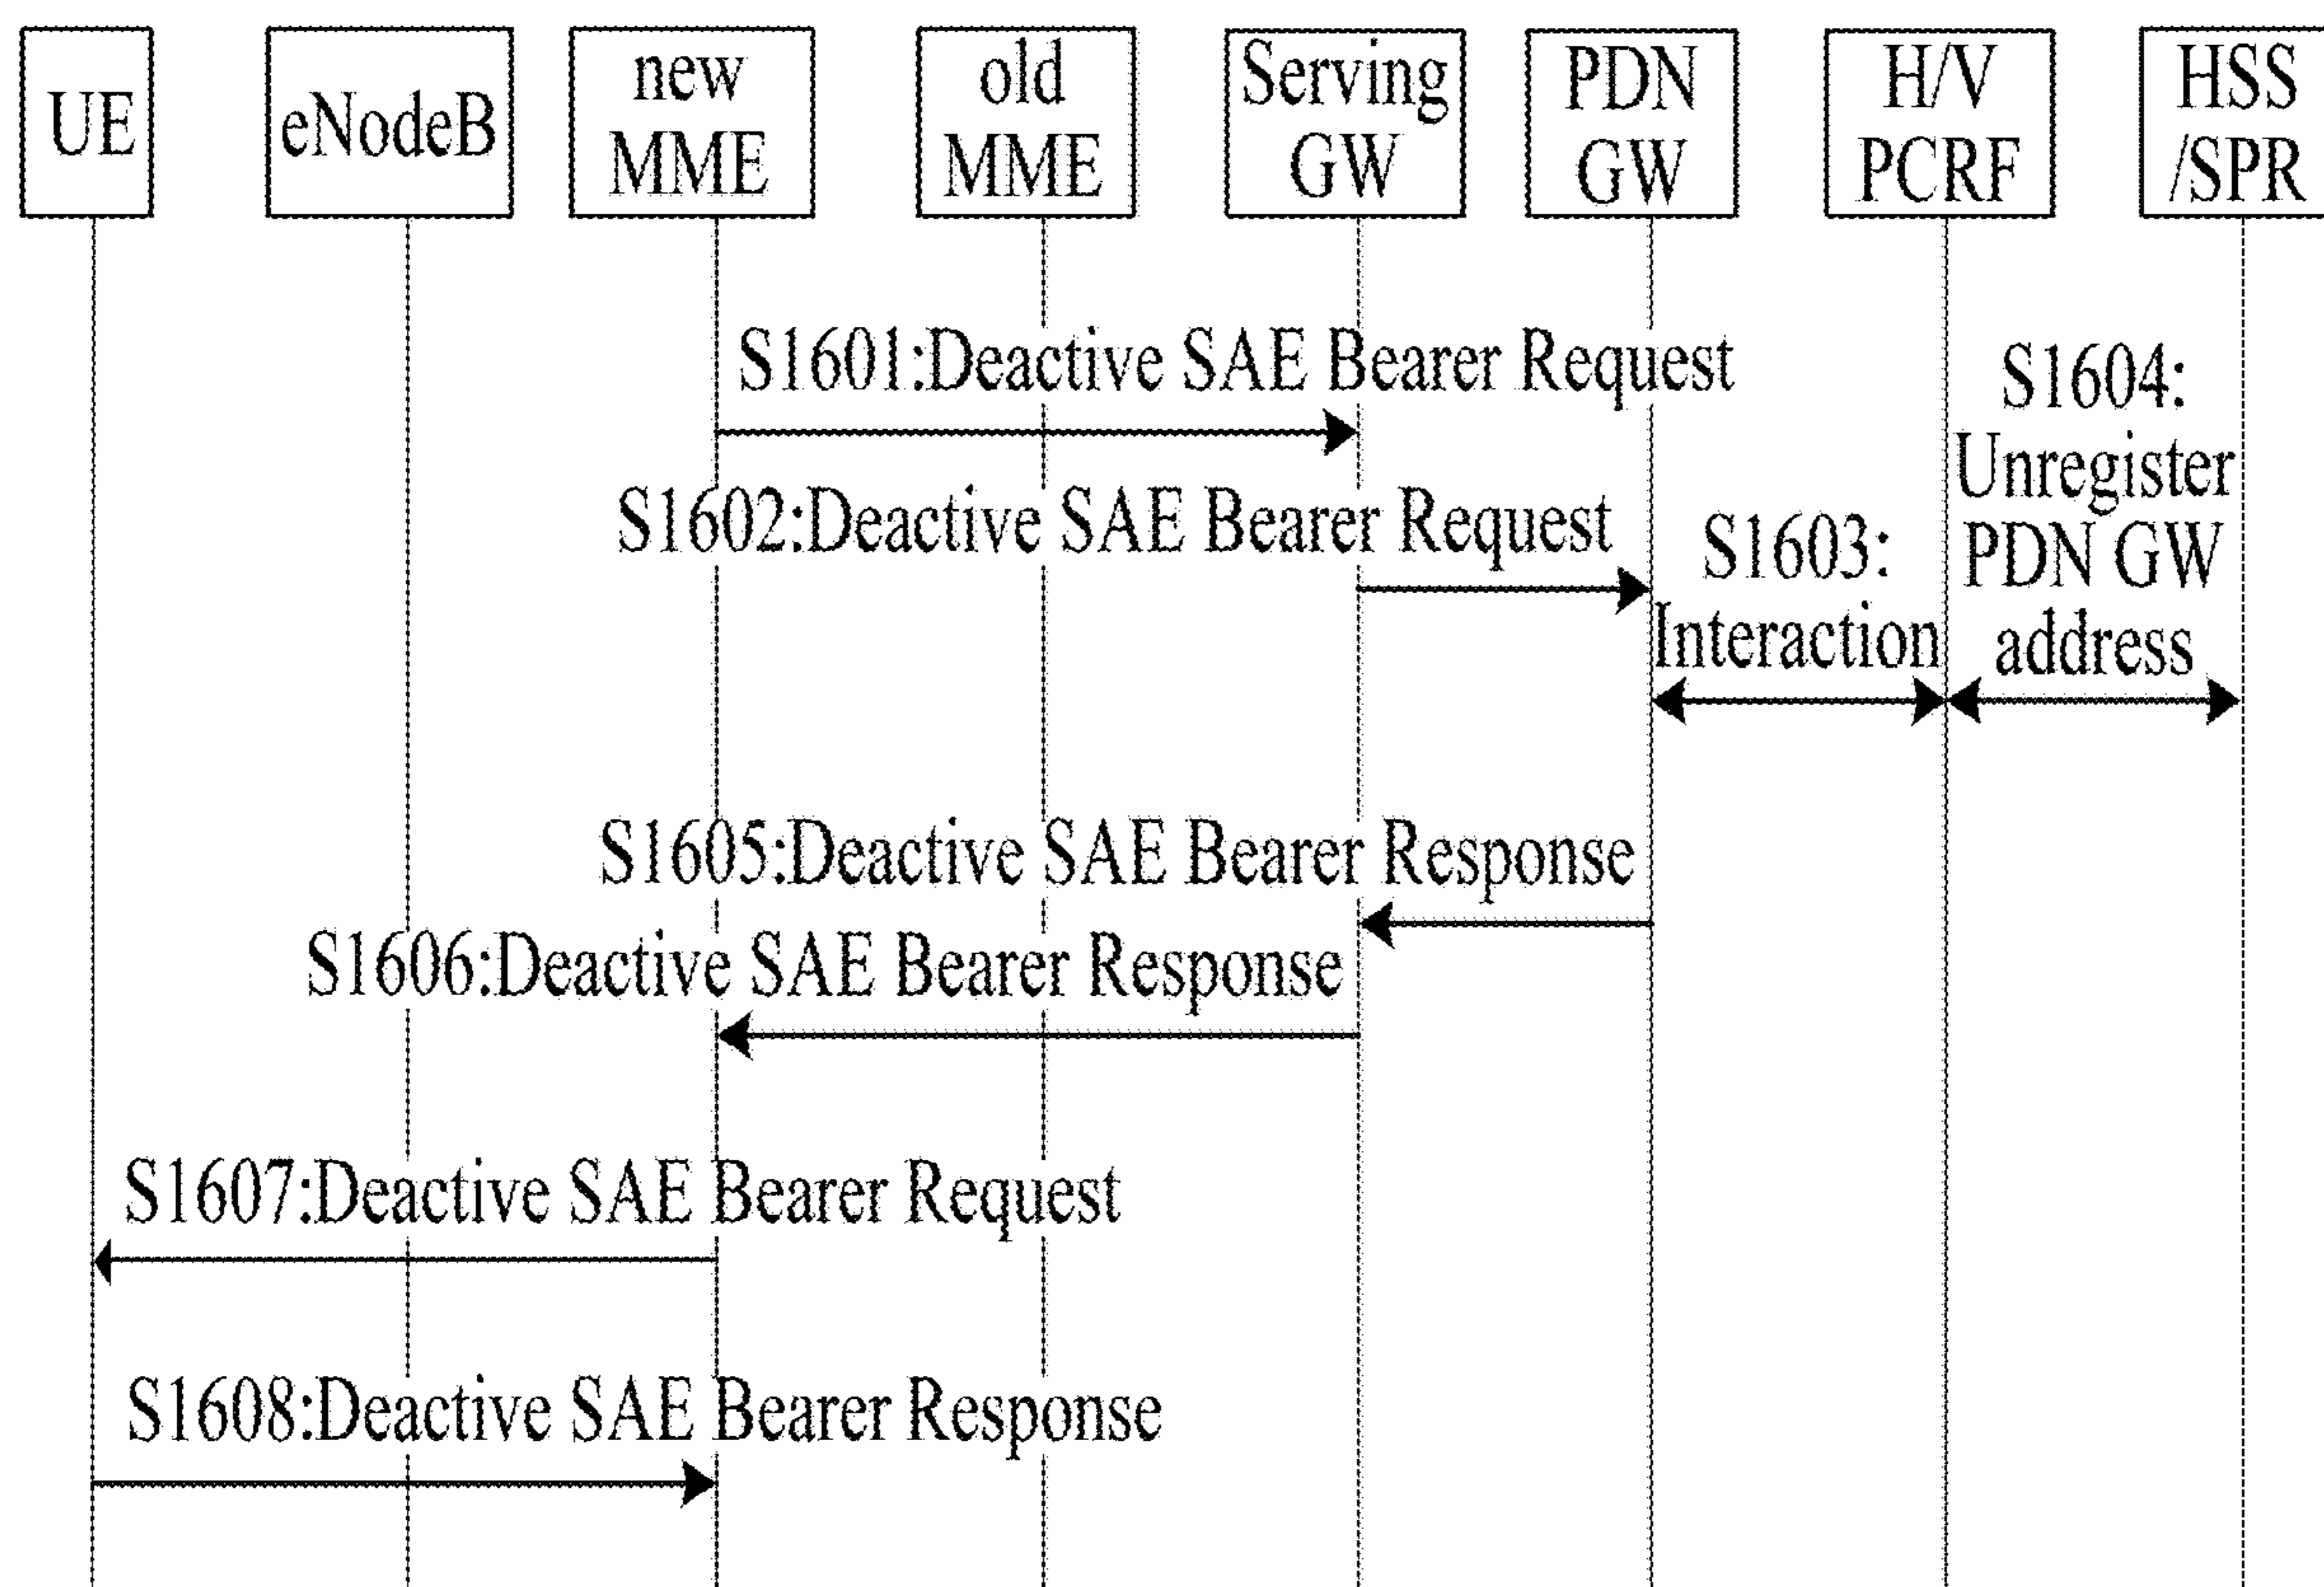 UE
eNodeB
new
MME
old
MME
Serving
GW
PDN
GW
H/V
PCRF
HSS
/SPR
S1601:Deactive SAE Bearer Request
S1602:Deactive SAE Bearer Request
S1603:
Interaction
S1604:
Unregister
PDN GW
address
S1605:Deactive SAE Bearer Response
S1606:Deactive SAE Bearer Response
S1607:Deactive SAE Bearer Request
S1608:Deactive SAE Bearer Response